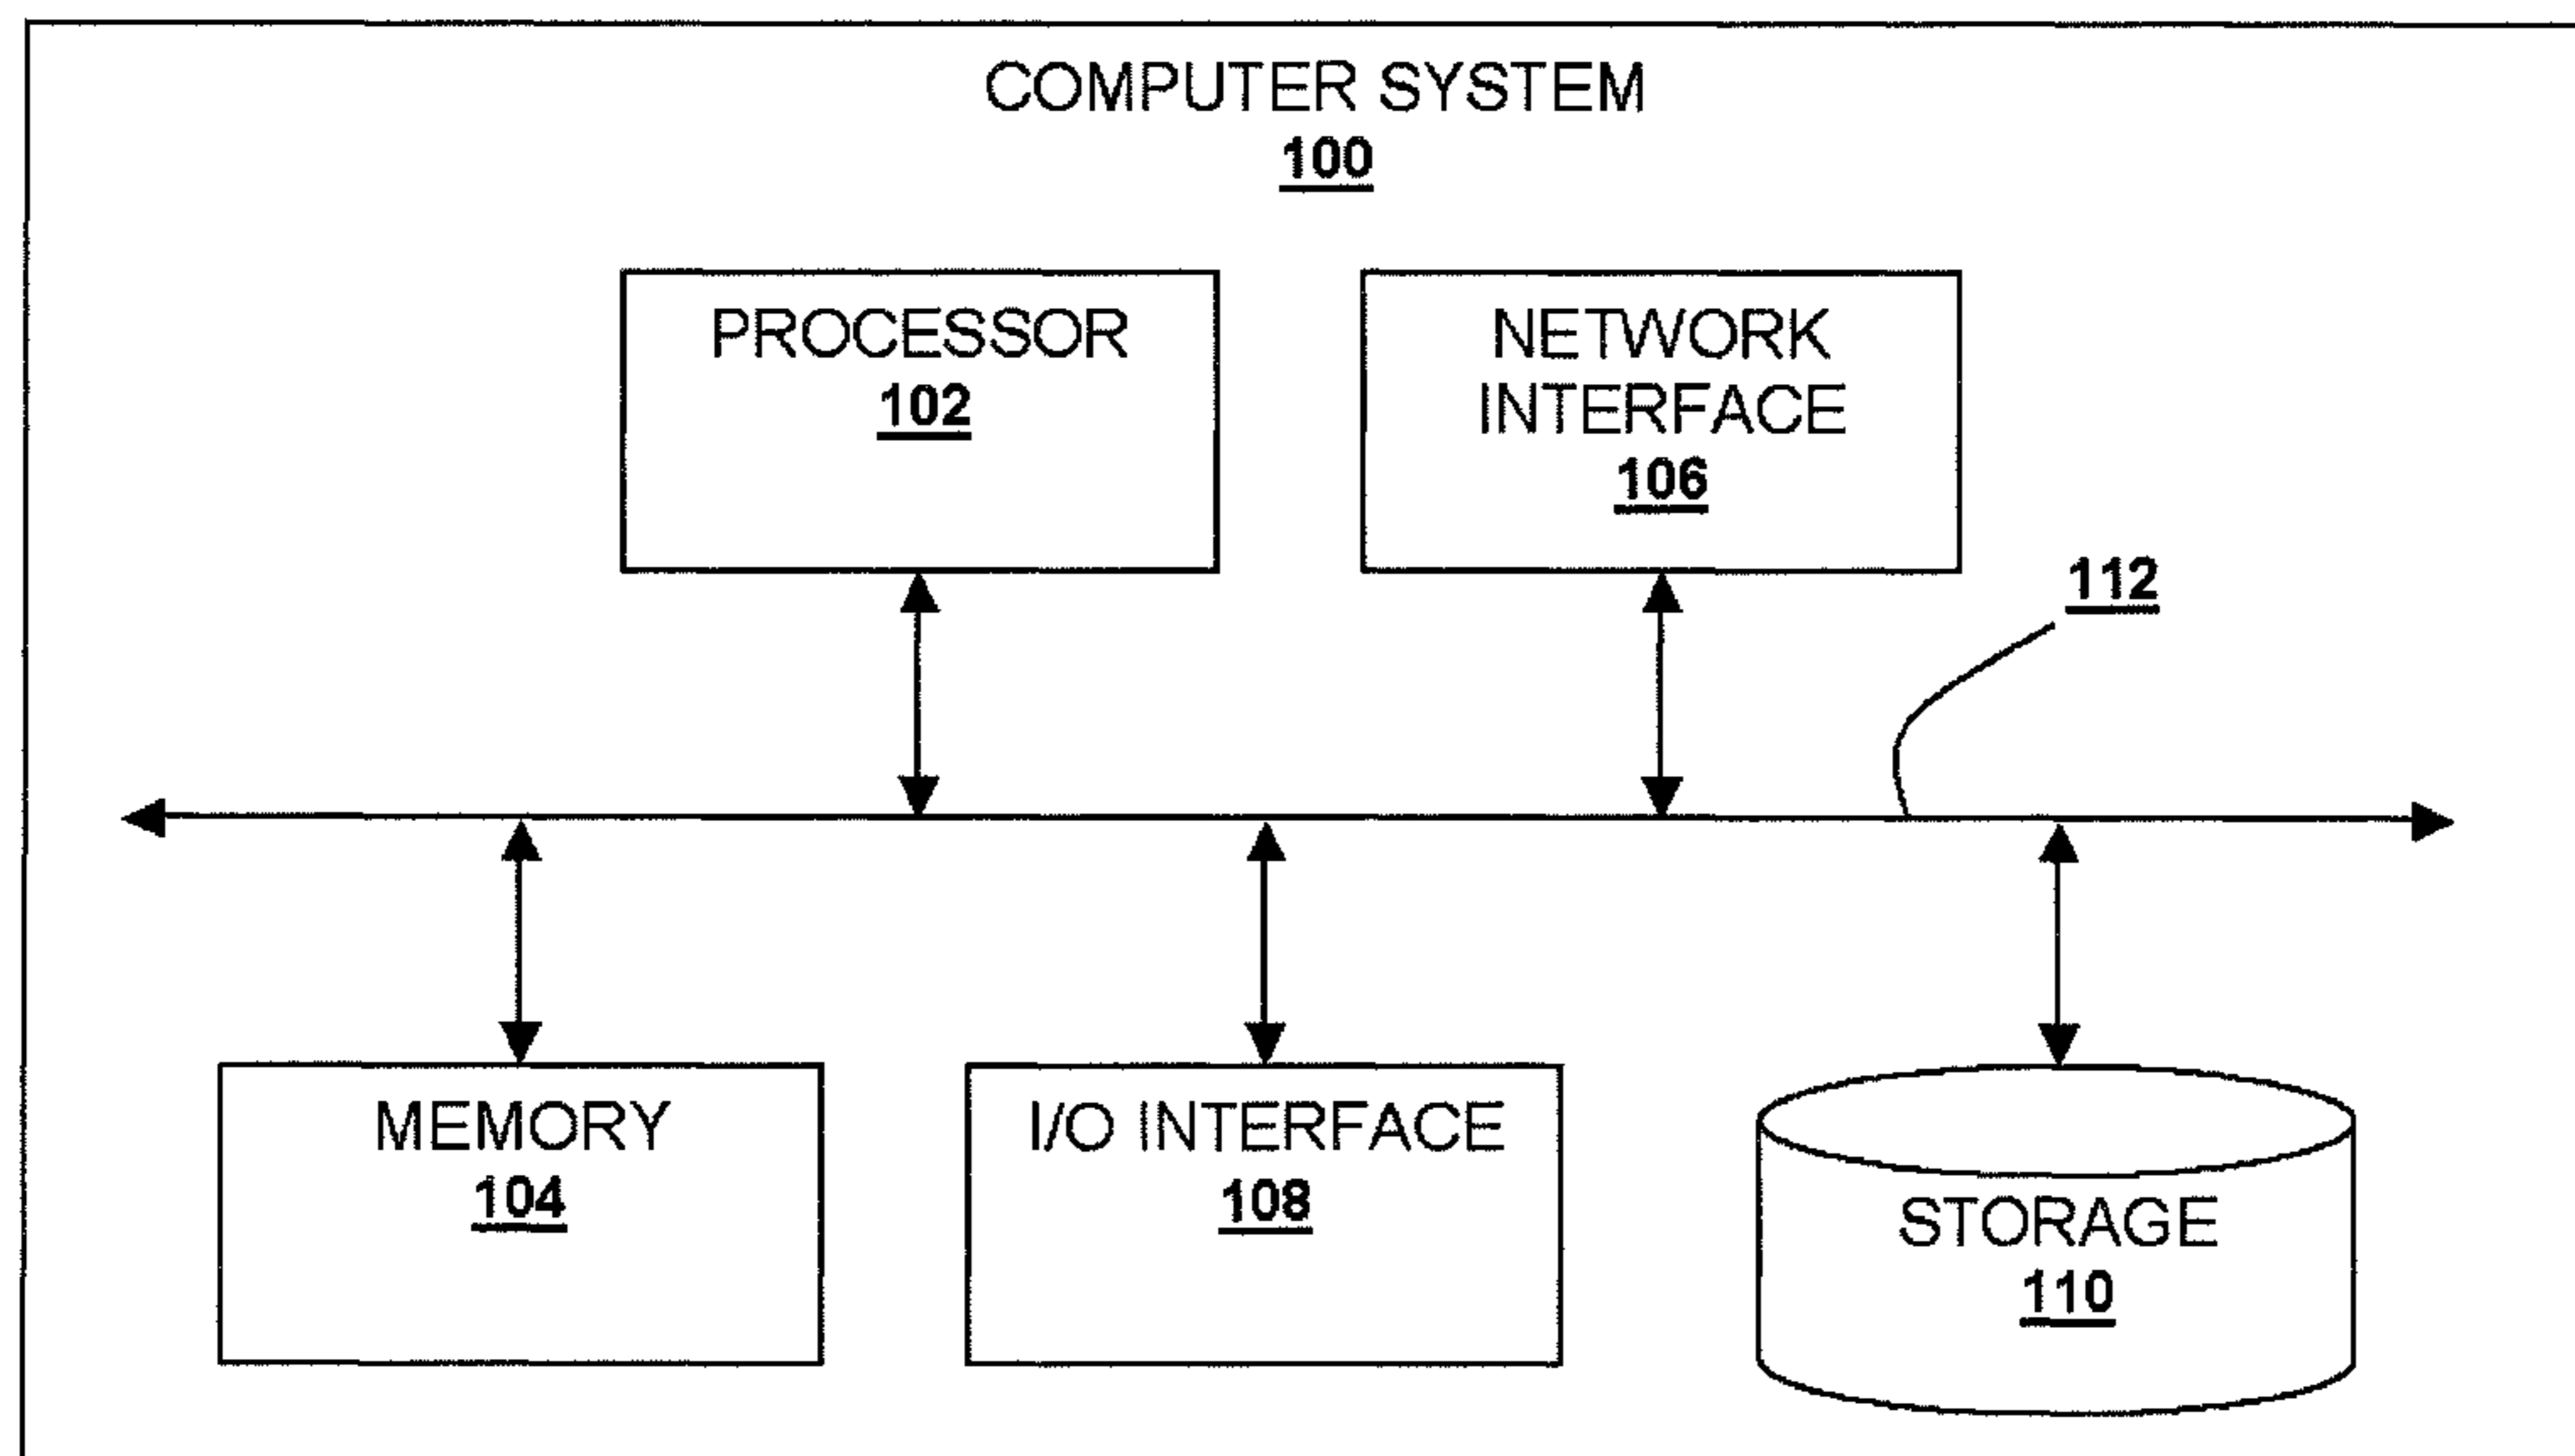 COMPUTER SYSTEM
100
PROCESSOR
102
NETWORK
INTERFACE
106
112
MEMORY
104
I/O INTERFACE
108
STORAGE
110